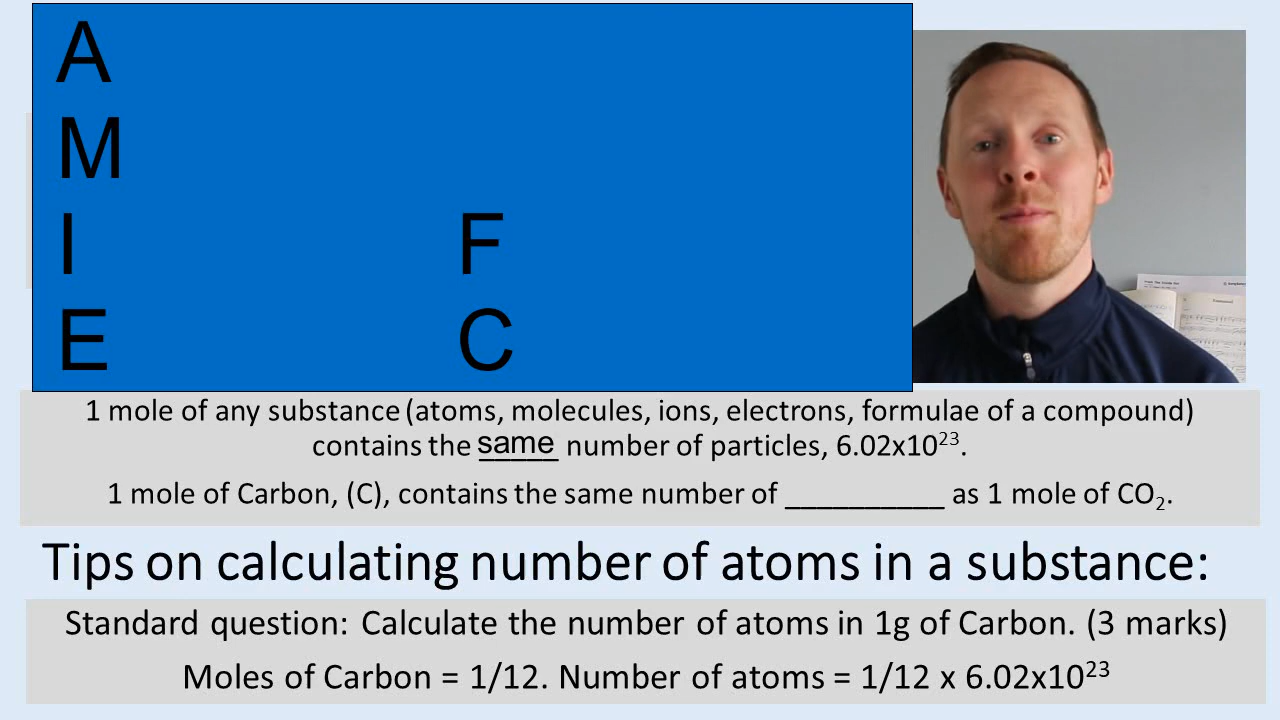 A
M
I F
E C
1 mole of any substance (atoms, molecules, ions, electrons, formulae of a compound)
contains the same number of particles, 6.02x10²³.
1 mole of Carbon, (C), contains the same number of __________ as 1 mole of CO₂.
Tips on calculating number of atoms in a substance:
Standard question: Calculate the number of atoms in 1g of Carbon. (3 marks)
Moles of Carbon = 1/12. Number of atoms = 1/12 x 6.02x10²³